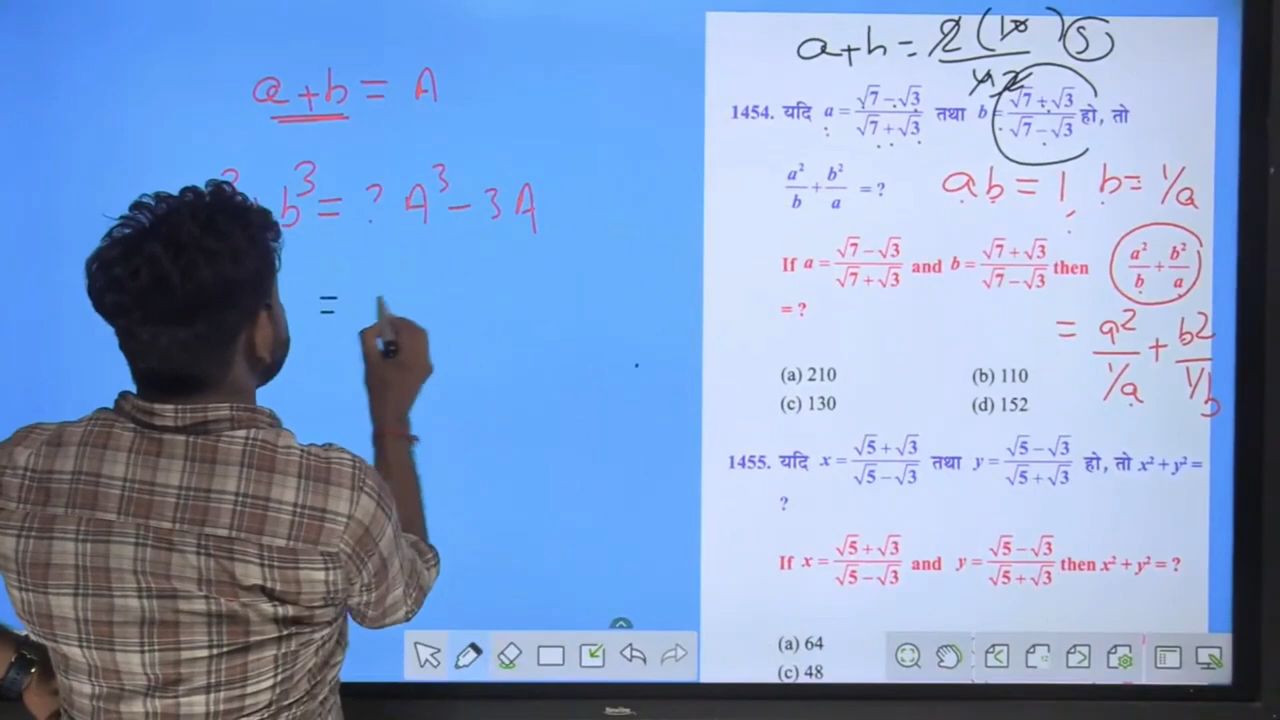 a+b = A
b³ = ? A³ - 3A
=
a+b = 2(10) 5
1454. यदि a = √7 − √3 / √7 + √3 तथा b = √7 + √3 / √7 − √3 हो, तो
a²/b + b²/a = ?
ab = 1 b = 1/a
If a = √7 − √3 / √7 + √3 and b = √7 + √3 / √7 − √3 then a²/b + b²/a
= ?
= a²/1/a + b²/1/b
(a) 210 (b) 110
(c) 130 (d) 152
1455. यदि x = √5 + √3 / √5 − √3 तथा y = √5 − √3 / √5 + √3 हो, तो x² + y² =
?
If x = √5 + √3 / √5 − √3 and y = √5 − √3 / √5 + √3 then x² + y² = ?
(a) 64
(c) 48